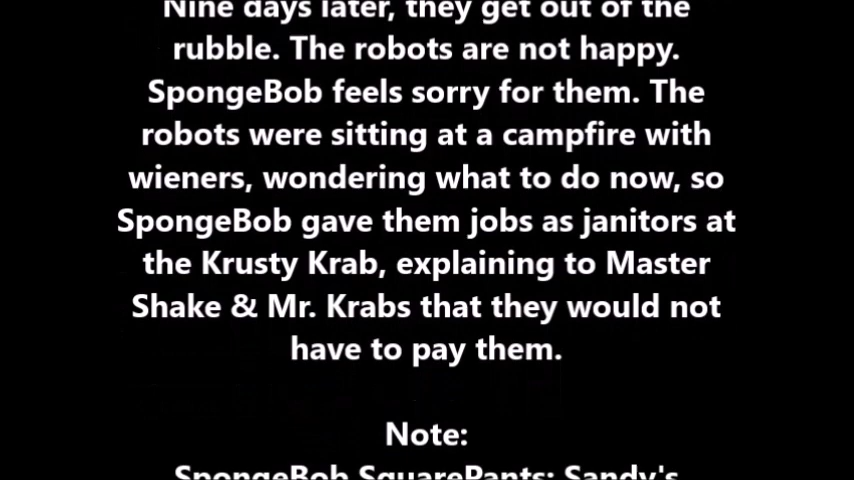 Nine days later, they get out of the
rubble. The robots are not happy.
SpongeBob feels sorry for them. The
robots were sitting at a campfire with
wieners, wondering what to do now, so
SpongeBob gave them jobs as janitors at
the Krusty Krab, explaining to Master
Shake & Mr. Krabs that they would not
have to pay them.
Note:
SpongeBob SquarePants: Sandy's